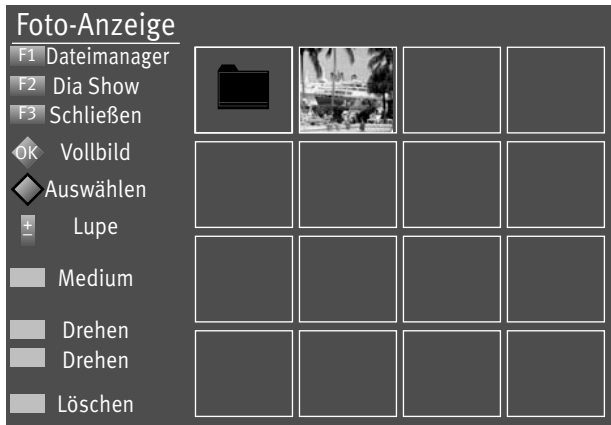 Foto-Anzeige
F1 Dateimanager
F2 Dia Show
F3 Schließen
OK Vollbild
Auswählen
± Lupe
Medium
Drehen
Drehen
Löschen